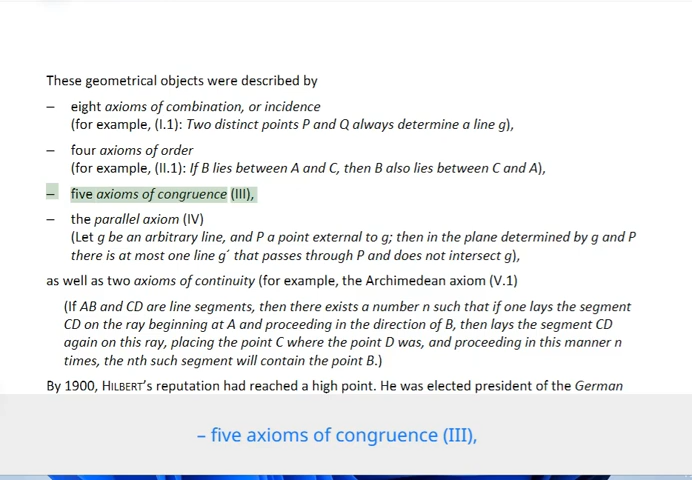 These geometrical objects were described by
– eight axioms of combination, or incidence
(for example, (I.1): Two distinct points P and Q always determine a line g),
– four axioms of order
(for example, (II.1: If B lies between A and C, then B also lies between C and A),
– five axioms of congruence (III),
– the parallel axiom (IV)
(Let g be an arbitrary line, and P a point external to g; then in the plane determined by g and P
there is at most one line g´ that passes through P and does not intersect g),
as well as two axioms of continuity (for example, the Archimedean axiom (V.1)
(If AB and CD are line segments, then there exists a number n such that if one lays the segment
CD on the ray beginning at A and proceeding in the direction of B, then lays the segment CD
again on this ray, placing the point C where the point D was, and proceeding in this manner n
times, the nth such segment will contain the point B.)
By 1900, HILBERT's reputation had reached a high point. He was elected president of the German
– five axioms of congruence (III),